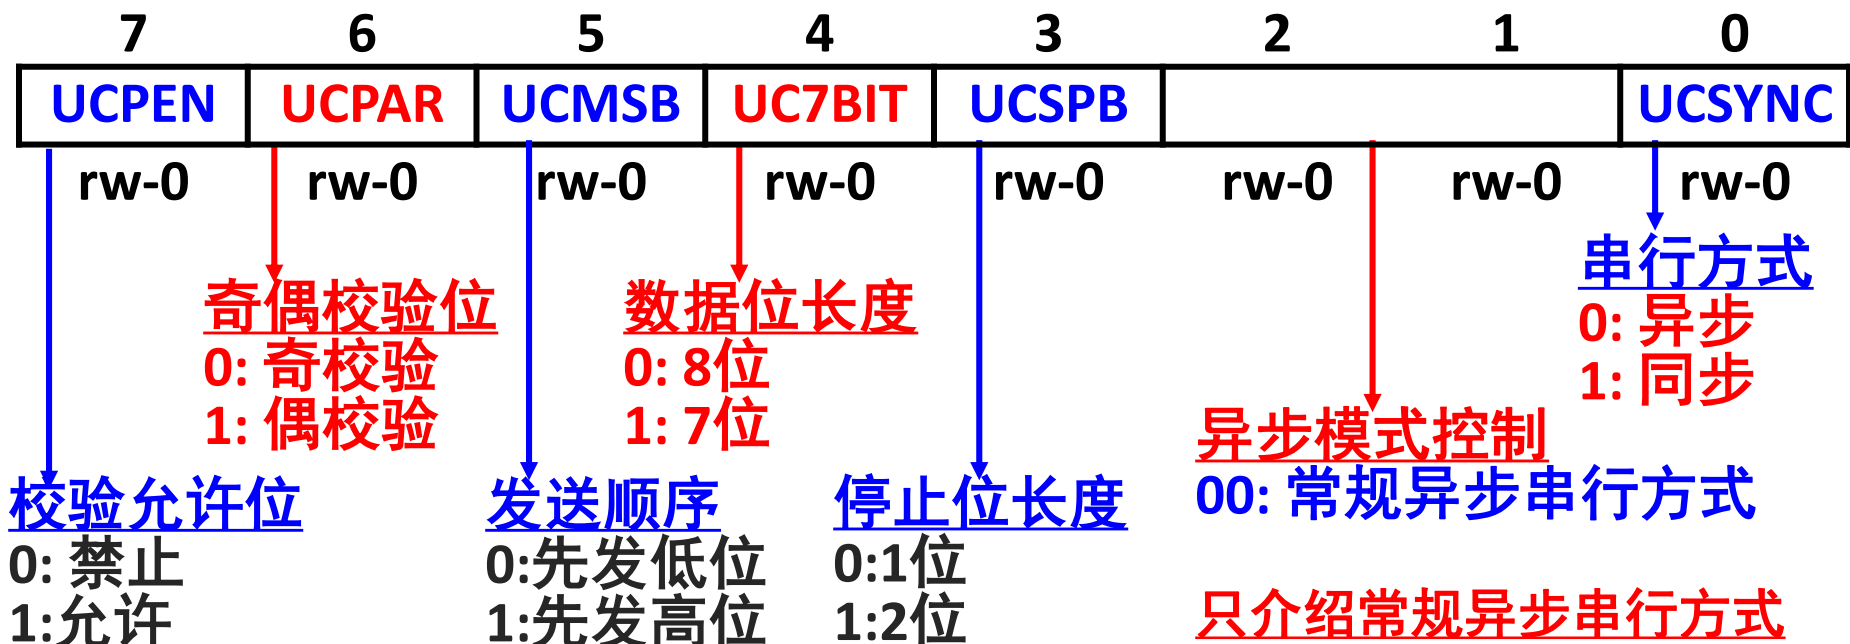 7 6 5 4 3 2 1 0
UCPEN UCPAR UCMSB UC7BIT UCSPB UCSYNC
rw-0 rw-0 rw-0 rw-0 rw-0 rw-0 rw-0 rw-0
串行方式
0: 异步
1: 同步
奇偶校验位
0: 奇校验
1: 偶校验
数据位长度
0: 8位
1: 7位
异步模式控制
00: 常规异步串行方式
校验允许位
0: 禁止
1:允许
发送顺序
0:先发低位
1:先发高位
停止位长度
0:1位
1:2位
只介绍常规异步串行方式